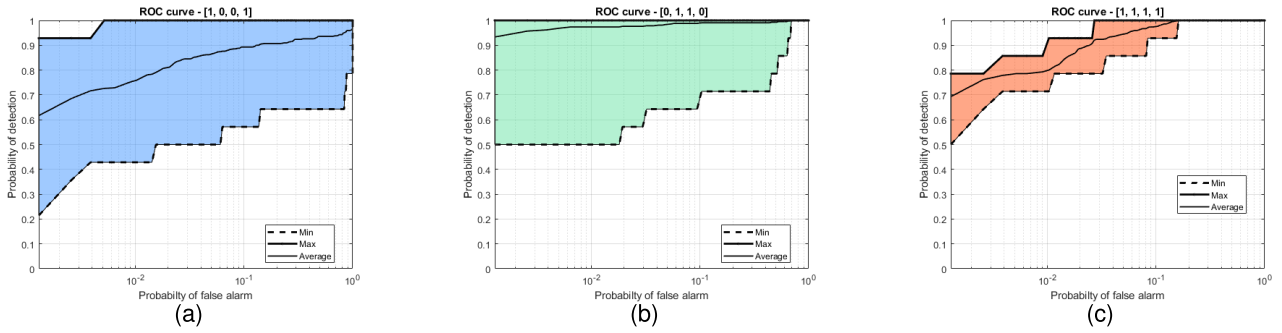 ROC curve - [1, 0, 0, 1]
Probability of detection
1
0.9
0.8
0.7
0.6
0.5
0.4
0.3
0.2
0.1
0
Min
Max
Average
10^-2
10^-1
10^0
Probabilty of false alarm
(a)
ROC curve - [0, 1, 1, 0]
Probability of detection
1
0.9
0.8
0.7
0.6
0.5
0.4
0.3
0.2
0.1
0
Min
Max
Average
10^-2
10^-1
10^0
Probabilty of false alarm
(b)
ROC curve - [1, 1, 1, 1]
Probability of detection
1
0.9
0.8
0.7
0.6
0.5
0.4
0.3
0.2
0.1
0
Min
Max
Average
10^-2
10^-1
10^0
Probabilty of false alarm
(c)